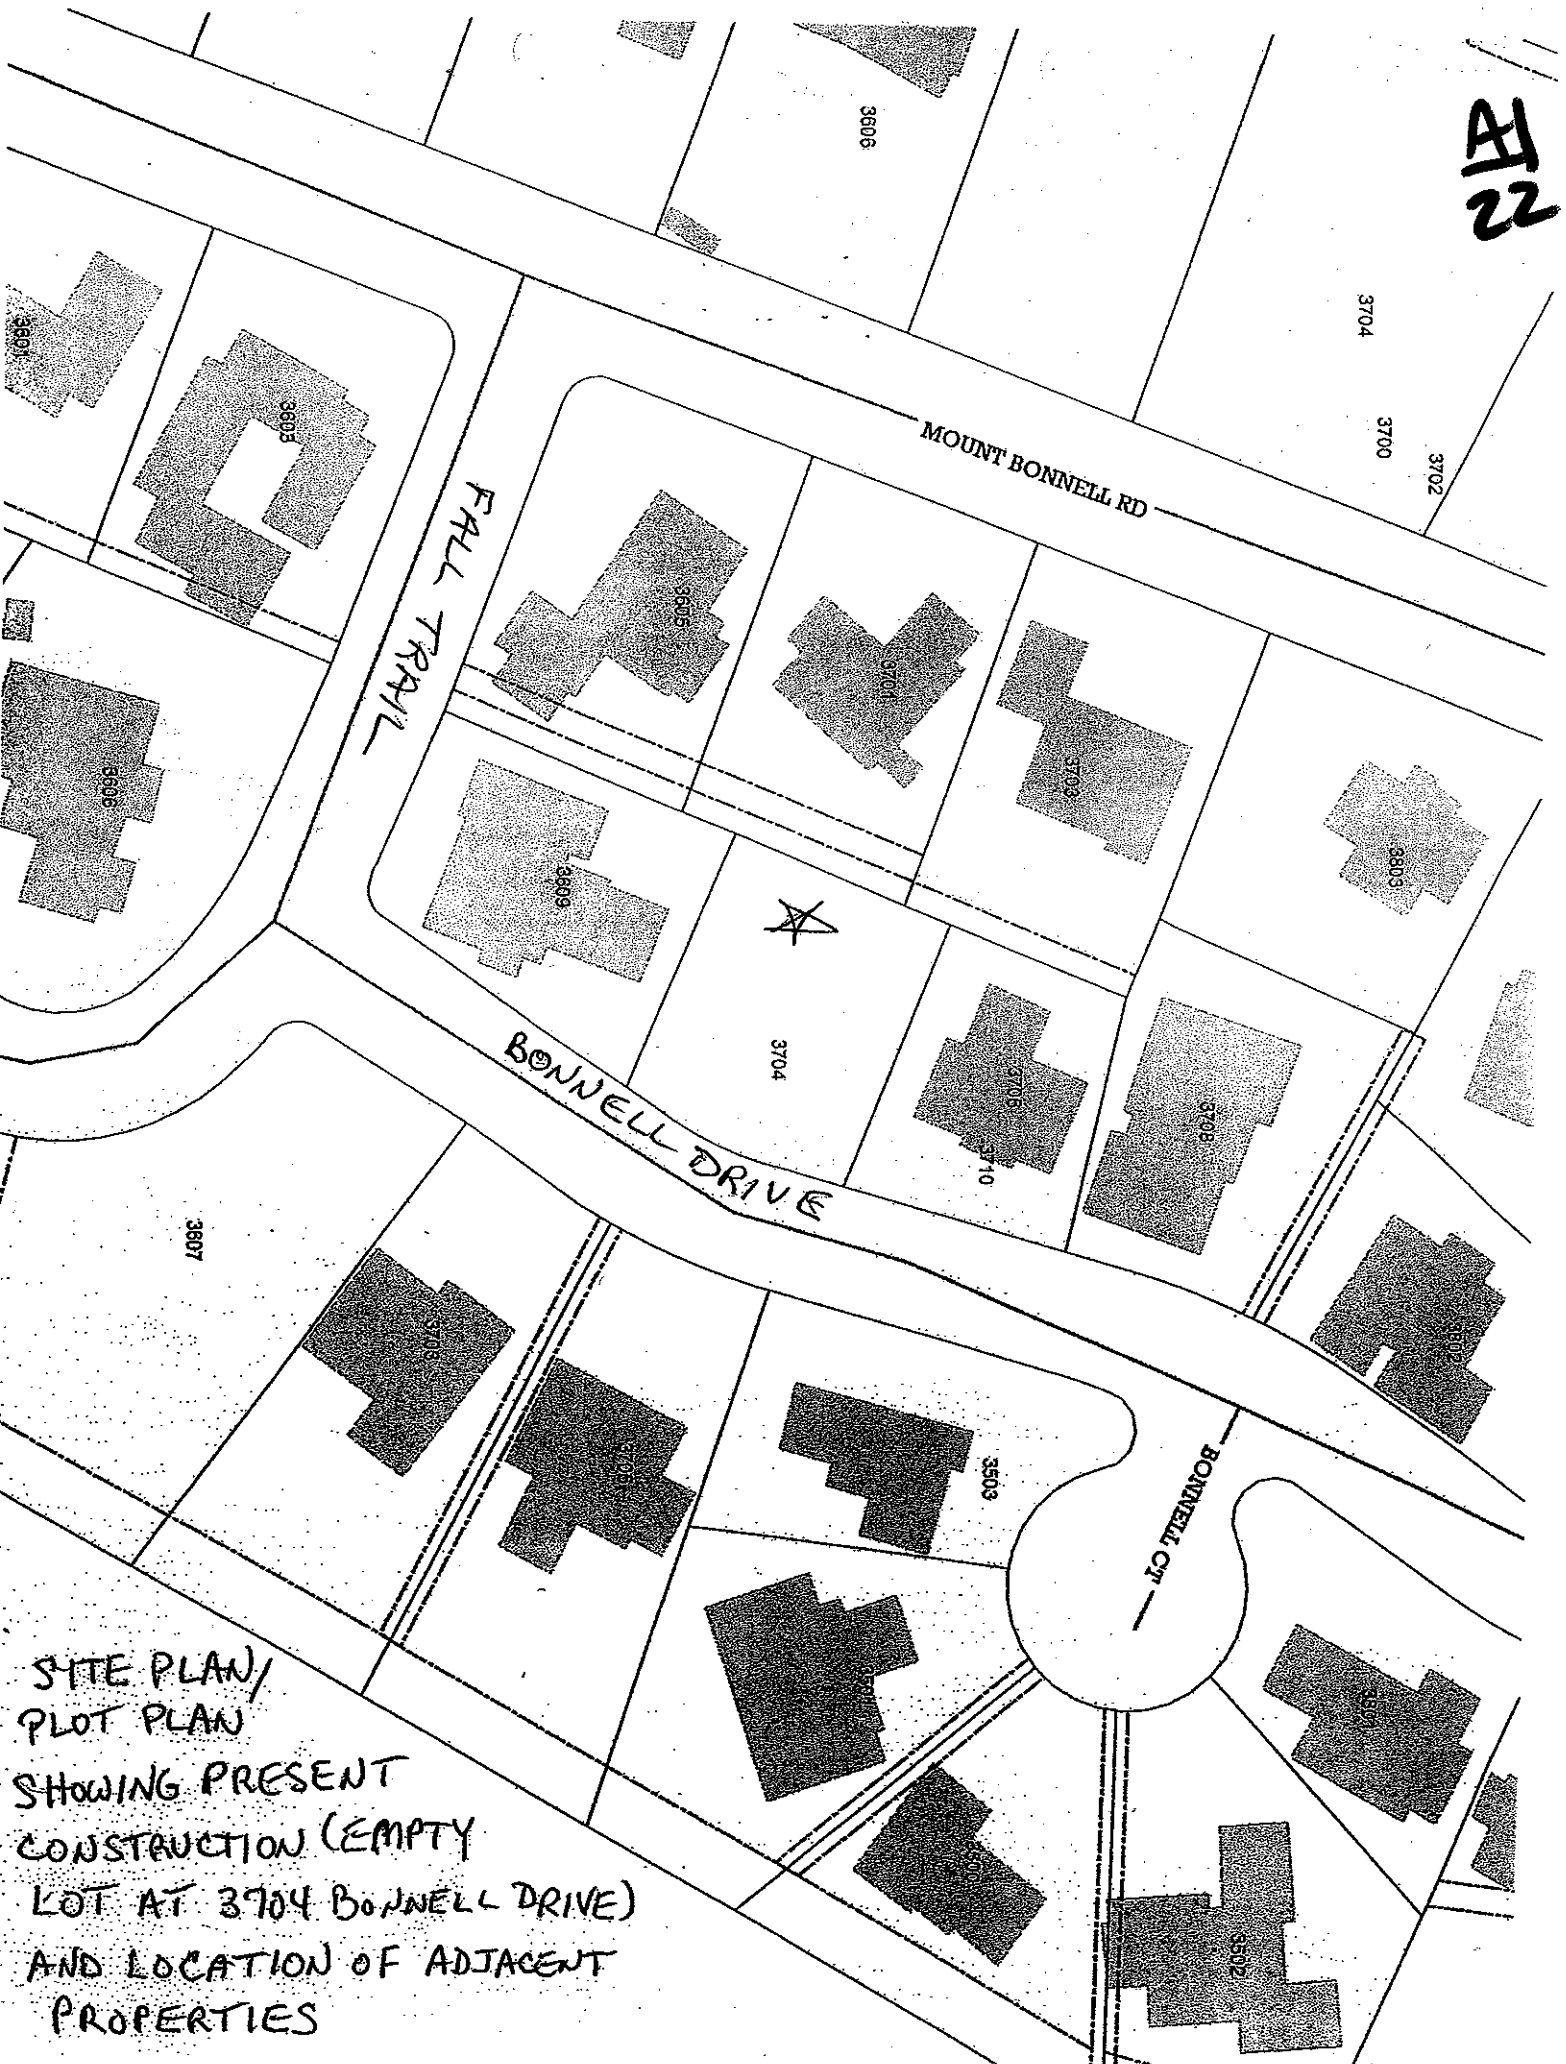 A1
22
3606
3704
3700
3702
MOUNT BONNELL RD
3601
3603
FALL TRAIL
3605
3701
3703
3803
3606
3609
3704
3706
3710
3708
BONNELL DRIVE
3607
3703
3705
3503
BONNELL CT
3502
SITE PLAN/
PLOT PLAN
SHOWING PRESENT
CONSTRUCTION (EMPTY
LOT AT 3704 BONNELL DRIVE)
AND LOCATION OF ADJACENT
PROPERTIES